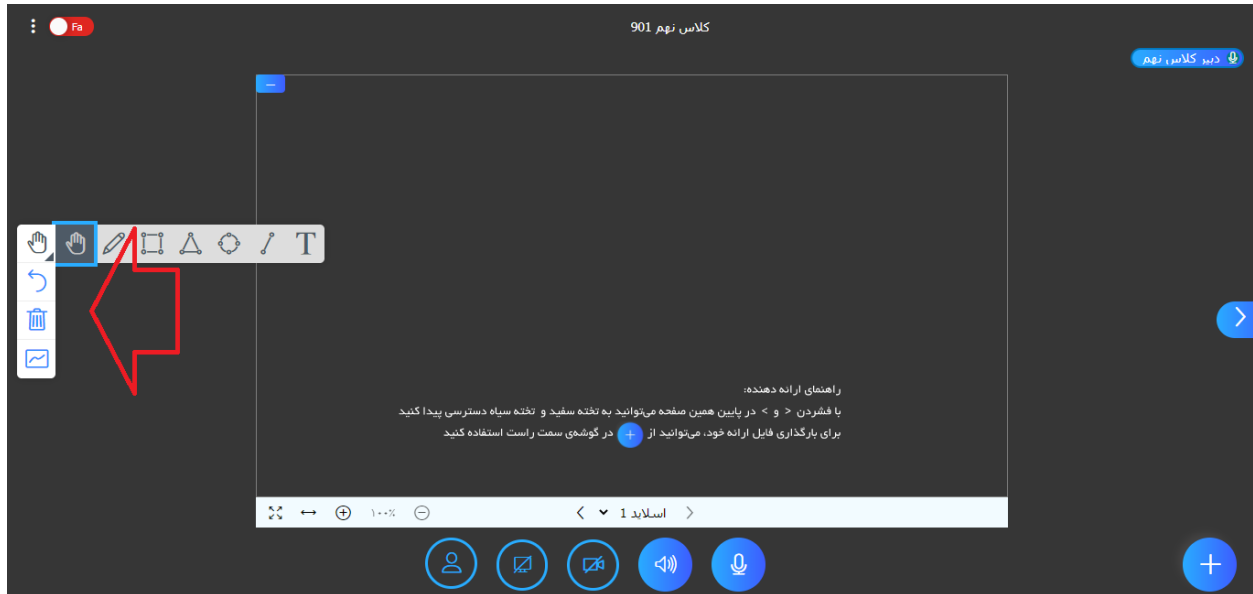 Fa
کلاس نهم 901
دبیر کلاس نهم
T
راهنمای ارائه دهنده:
با فشردن < و > در پایین همین صفحه می‌توانید به تخته سفید و تخته سیاه دسترسی پیدا کنید
برای بارگذاری فایل ارائه خود، می‌توانید از + در گوشه‌ی سمت راست استفاده کنید
۱۰۰٪
اسلاید 1